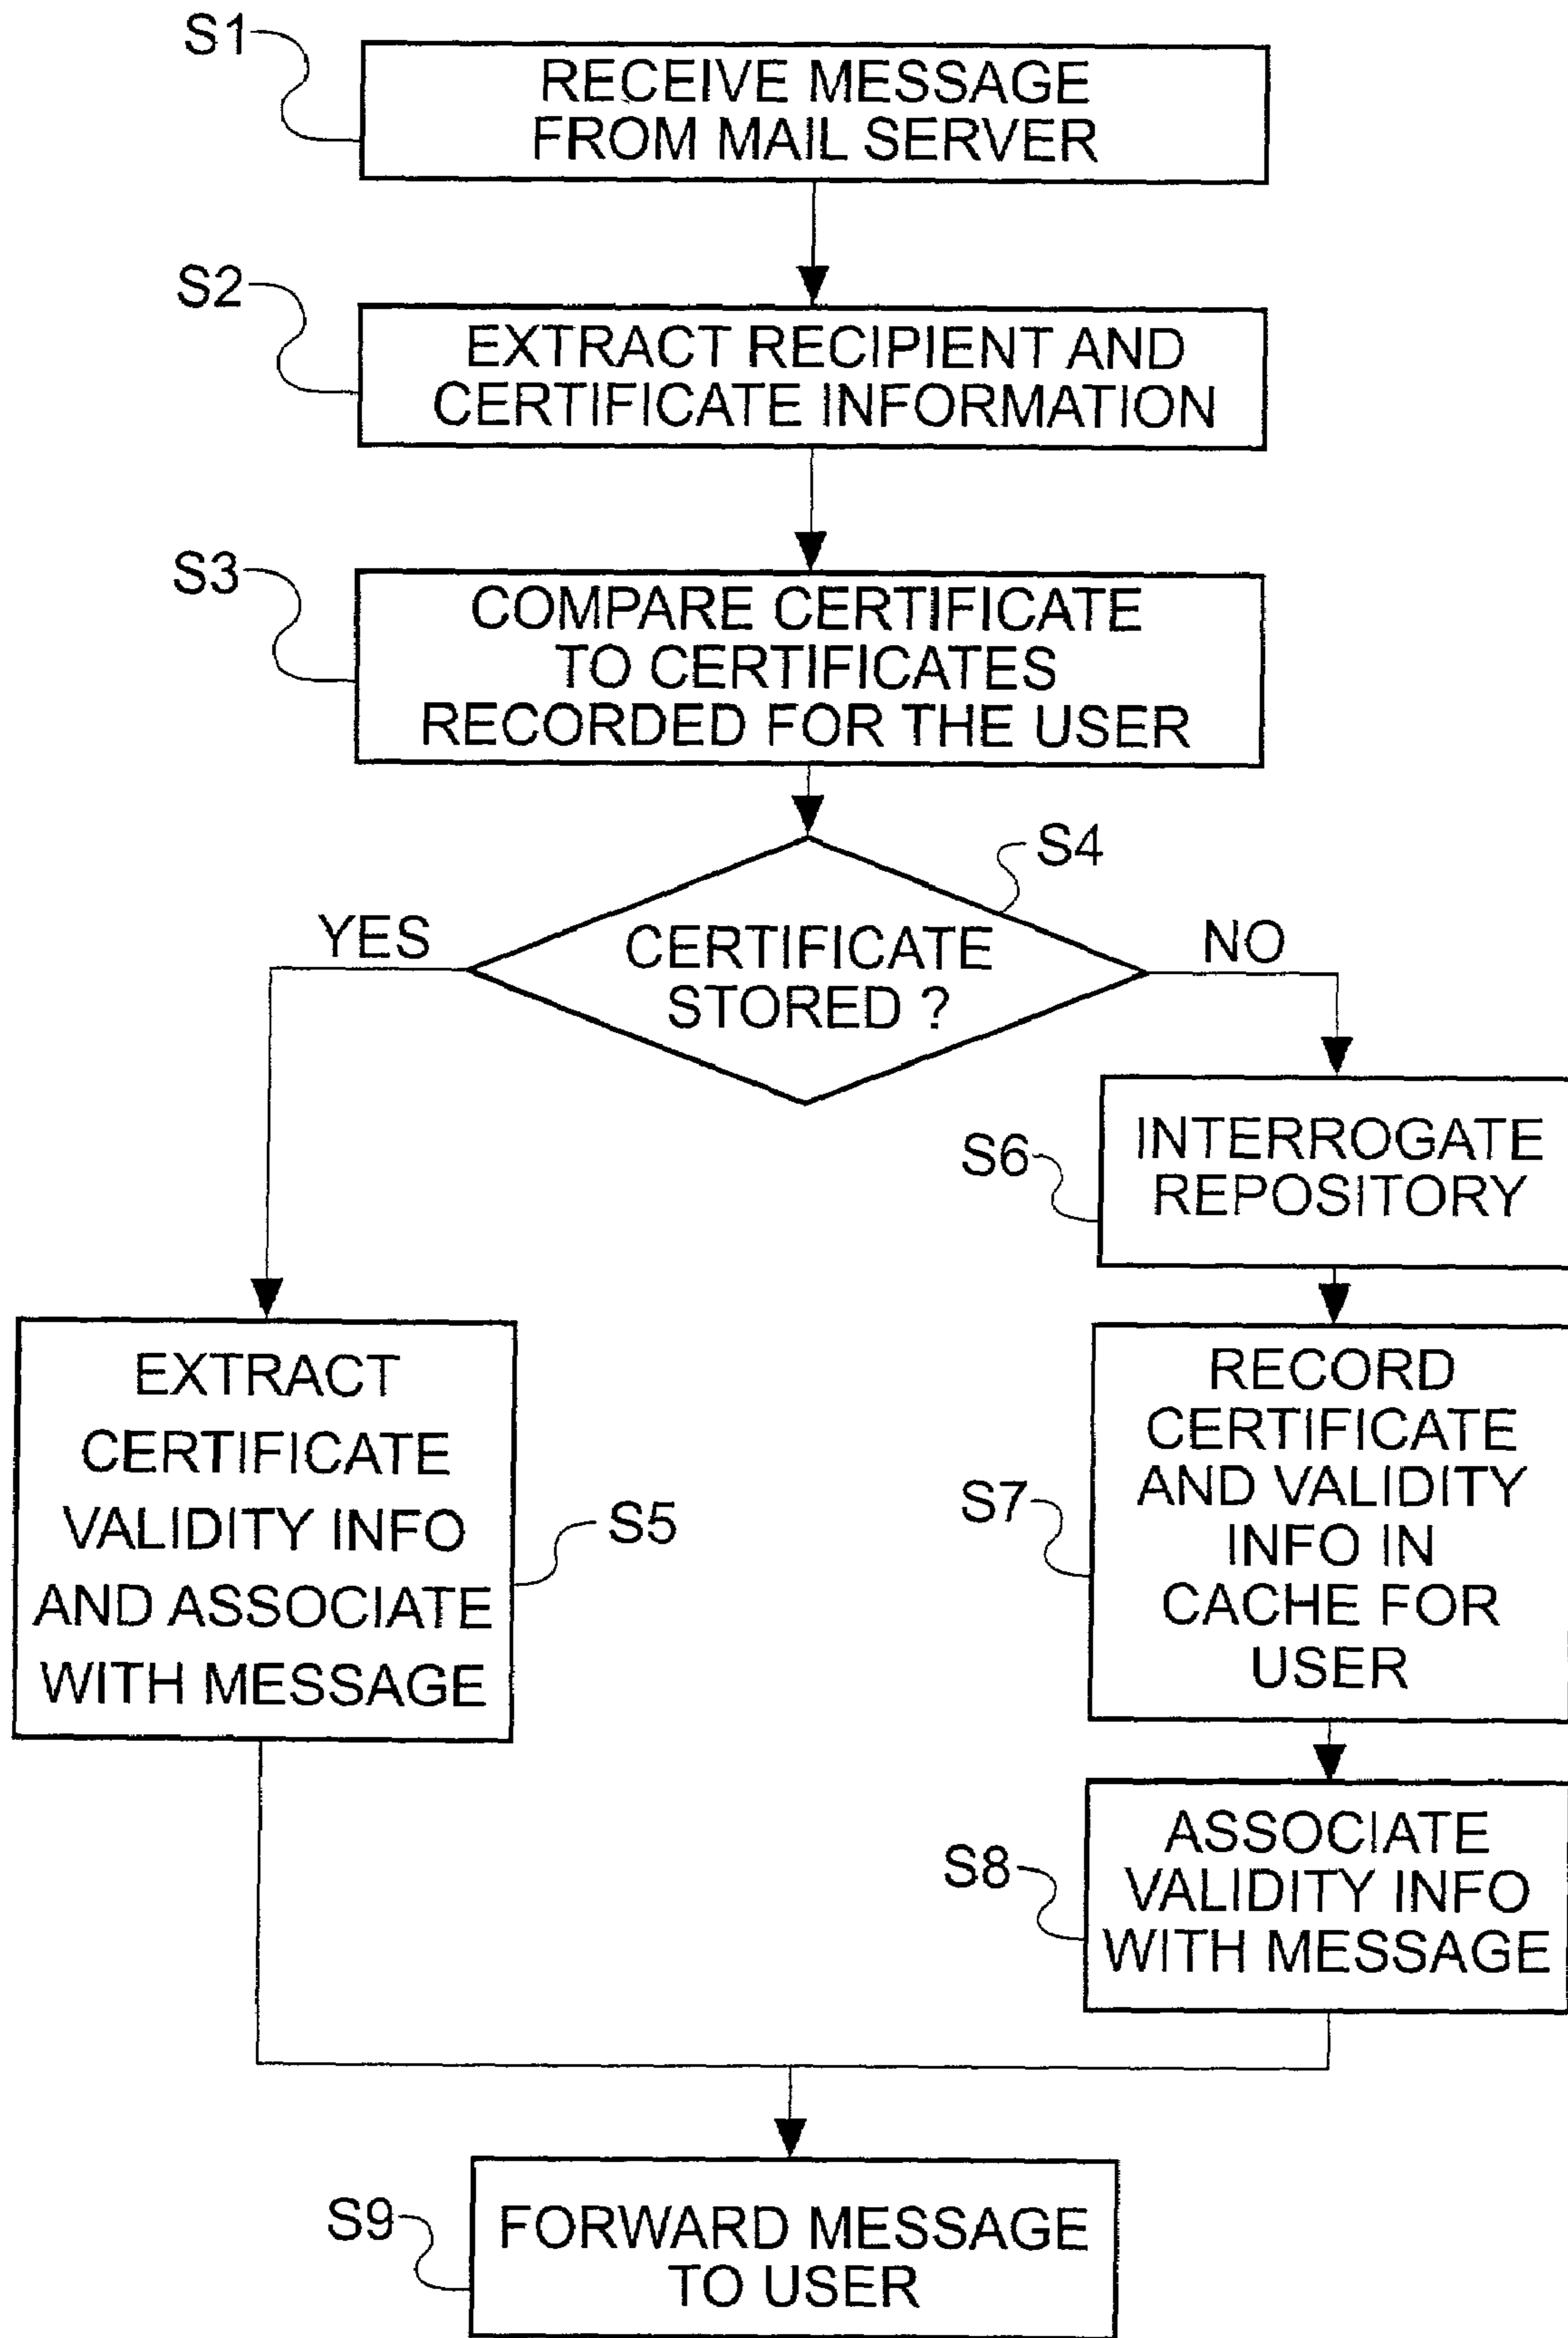 S1
RECEIVE MESSAGE
FROM MAIL SERVER
S2
EXTRACT RECIPIENT AND
CERTIFICATE INFORMATION
S3
COMPARE CERTIFICATE
TO CERTIFICATES
RECORDED FOR THE USER
S4
YES
CERTIFICATE
STORED ?
NO
S6
INTERROGATE
REPOSITORY
EXTRACT
CERTIFICATE
VALIDITY INFO
AND ASSOCIATE
WITH MESSAGE
S5
S7
RECORD
CERTIFICATE
AND VALIDITY
INFO IN
CACHE FOR
USER
S8
ASSOCIATE
VALIDITY INFO
WITH MESSAGE
S9
FORWARD MESSAGE
TO USER